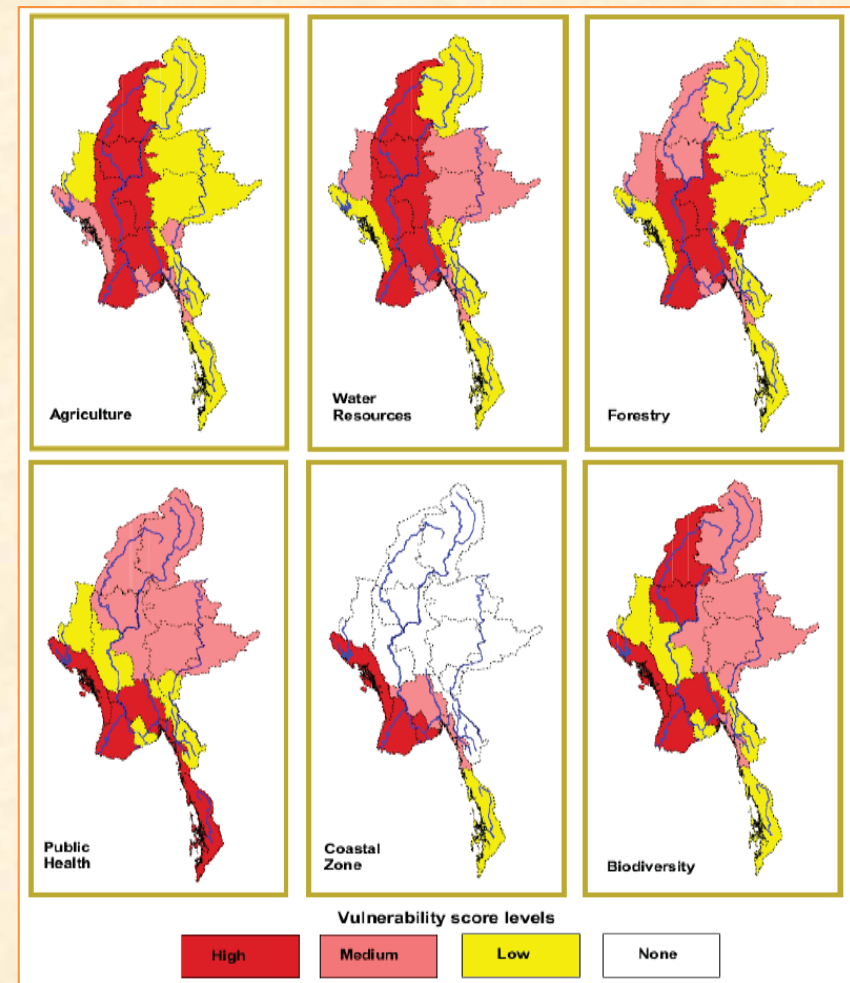 Agriculture
Water
Resources
Forestry
Public
Health
Coastal
Zone
Biodiversity
Vulnerability score levels
High
Medium
Low
None